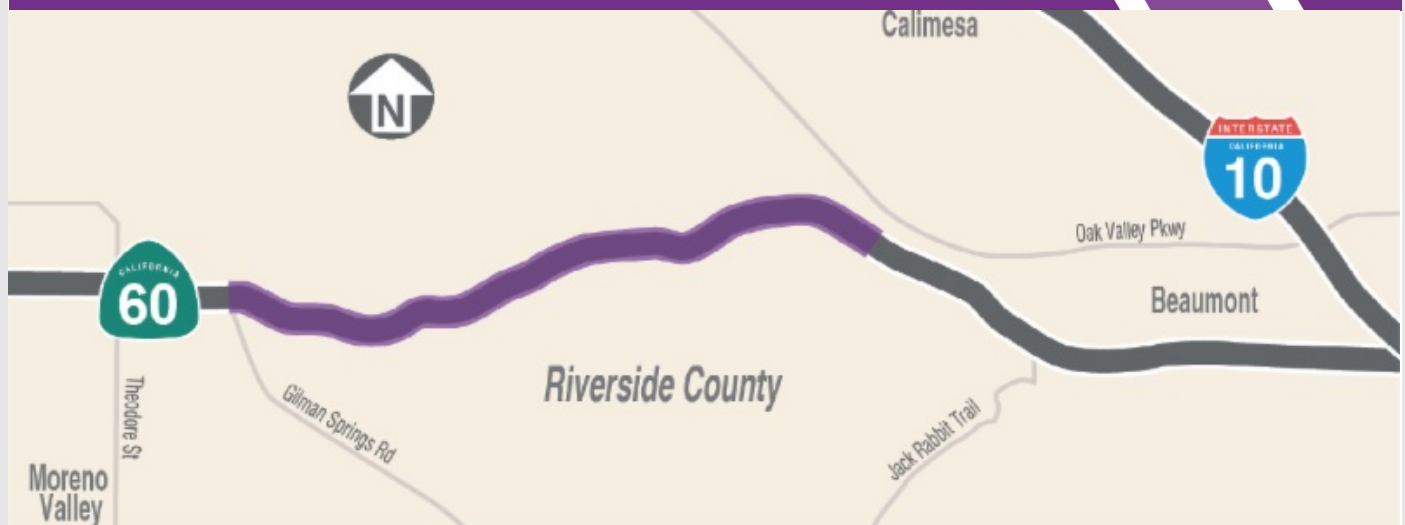 Calimesa
N
INTERSTATE
CALIFORNIA
10
Oak Valley Pkwy
CALIFORNIA
60
Beaumont
Riverside County
Theodore St
Gilman Springs Rd
Jack Rabbit Trail
Moreno
Valley